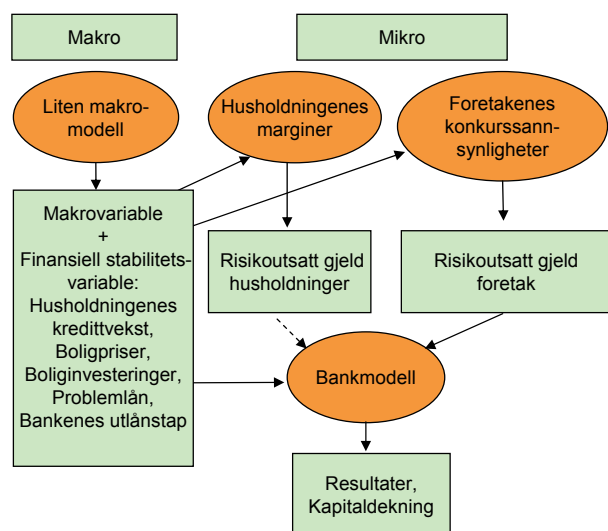 Makro
Mikro
Liten makro-
modell
Husholdningenes
marginer
Foretakenes
konkurssann-
synligheter
Makrovariable
+
Finansiell stabilitets-
variable:
Husholdningenes
kredittvekst,
Boligpriser,
Boliginvesteringer,
Problemlån,
Bankenes utlånstap
Risikoutsatt gjeld
husholdninger
Risikoutsatt gjeld
foretak
Bankmodell
Resultater,
Kapitaldekning